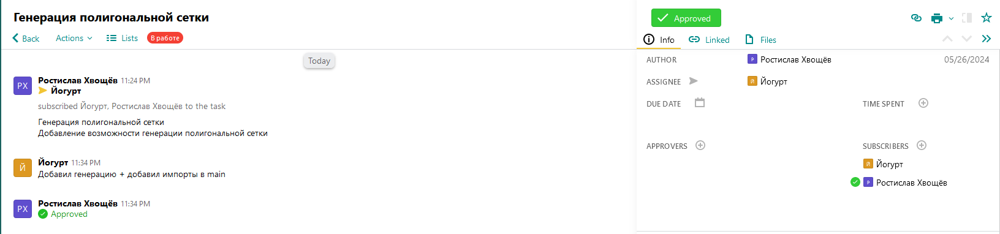 Генерация полигональной сетки
Back Actions Lists В работе
Today
РХ Ростислав Хвощёв 11:24 PM
Йогурт
subscribed Йогурт, Ростислав Хвощёв to the task
Генерация полигональной сетки
Добавление возможности генерации полигональной сетки
Й Йогурт 11:34 PM
Добавил генерацию + добавил импорты в main
РХ Ростислав Хвощёв 11:34 PM
Approved
Approved
Info Linked Files
AUTHOR Р Ростислав Хвощёв 05/26/2024
ASSIGNEE Й Йогурт
DUE DATE TIME SPENT
APPROVERS SUBSCRIBERS
Й Йогурт
Р Ростислав Хвощёв